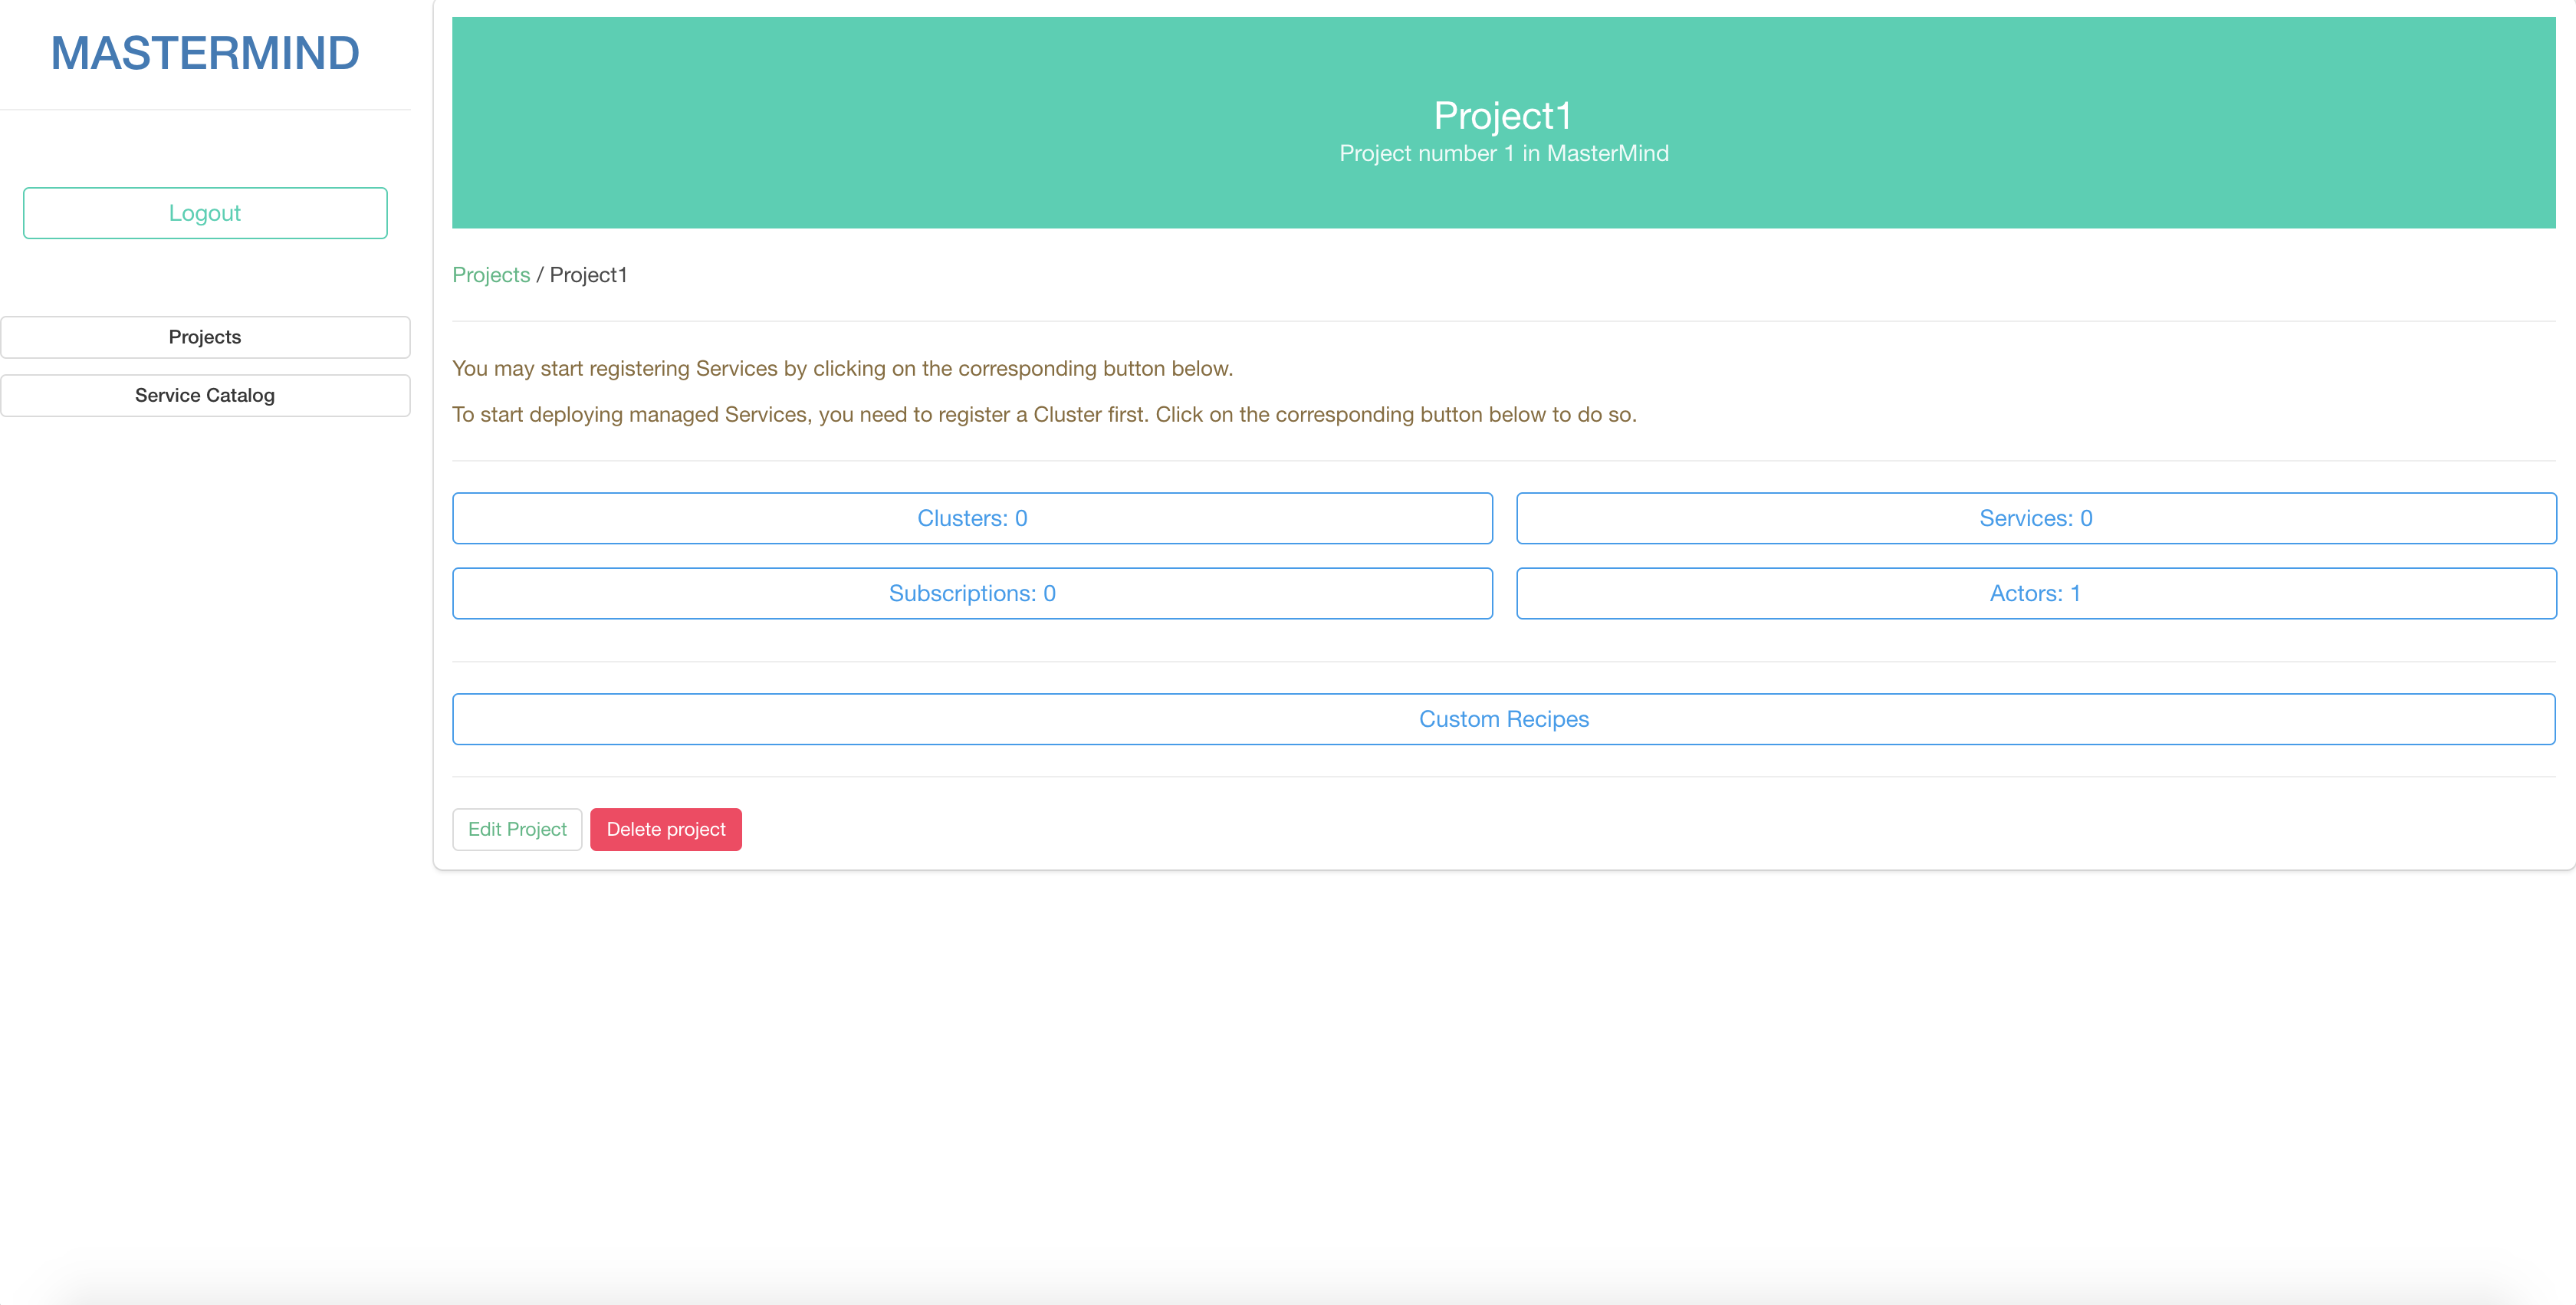 MASTERMIND
Logout
Projects
Service Catalog
Project1
Project number 1 in MasterMind
Projects / Project1
You may start registering Services by clicking on the corresponding button below.
To start deploying managed Services, you need to register a Cluster first. Click on the corresponding button below to do so.
Clusters: 0
Services: 0
Subscriptions: 0
Actors: 1
Custom Recipes
Edit Project
Delete project